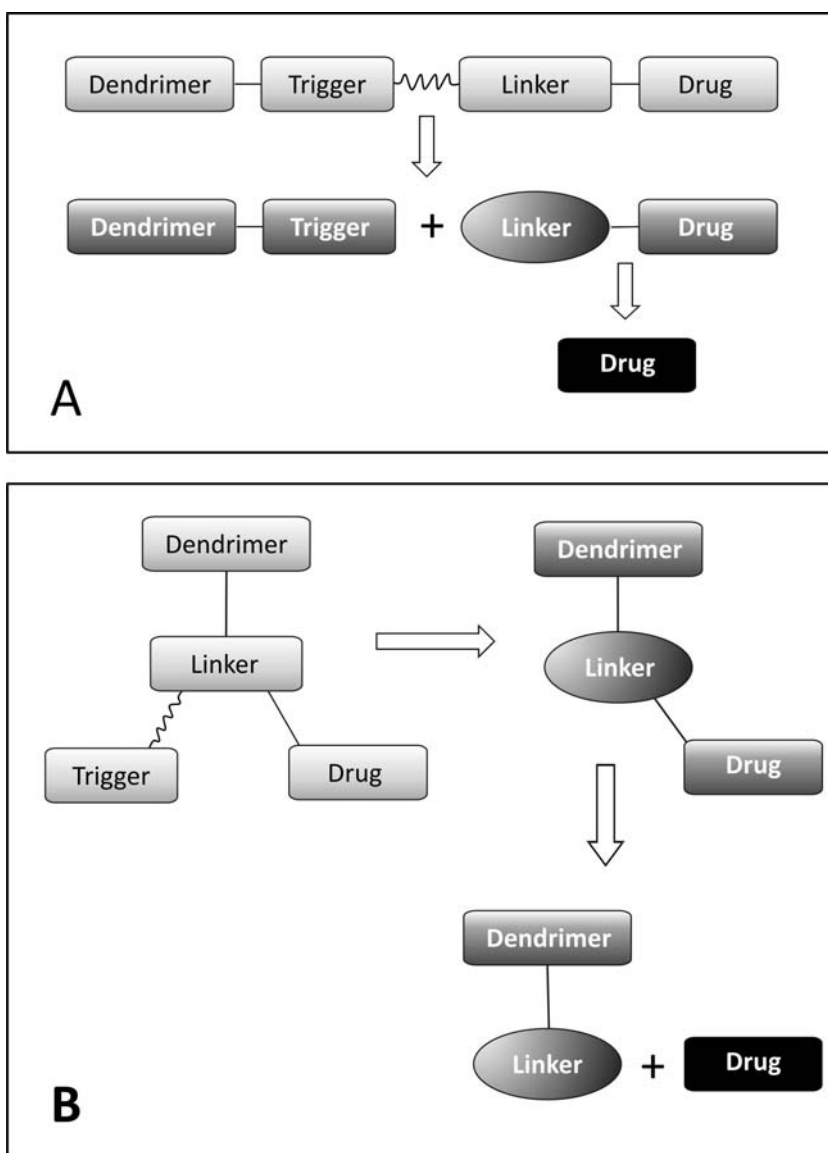 Dendrimer Trigger Linker Drug
Dendrimer Trigger + Linker Drug
Drug
A
Dendrimer
Linker
Trigger Drug
Dendrimer
Linker
Drug
Dendrimer
Linker + Drug
B